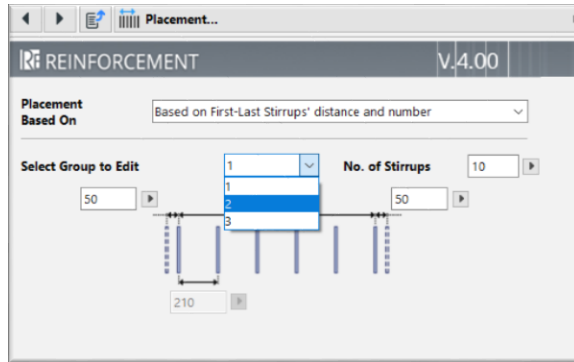 Placement...
REINFORCEMENT V.4.00
Placement
Based On
Based on First-Last Stirrups' distance and number
Select Group to Edit 1 No. of Stirrups 10
1
2
3
50 50
210